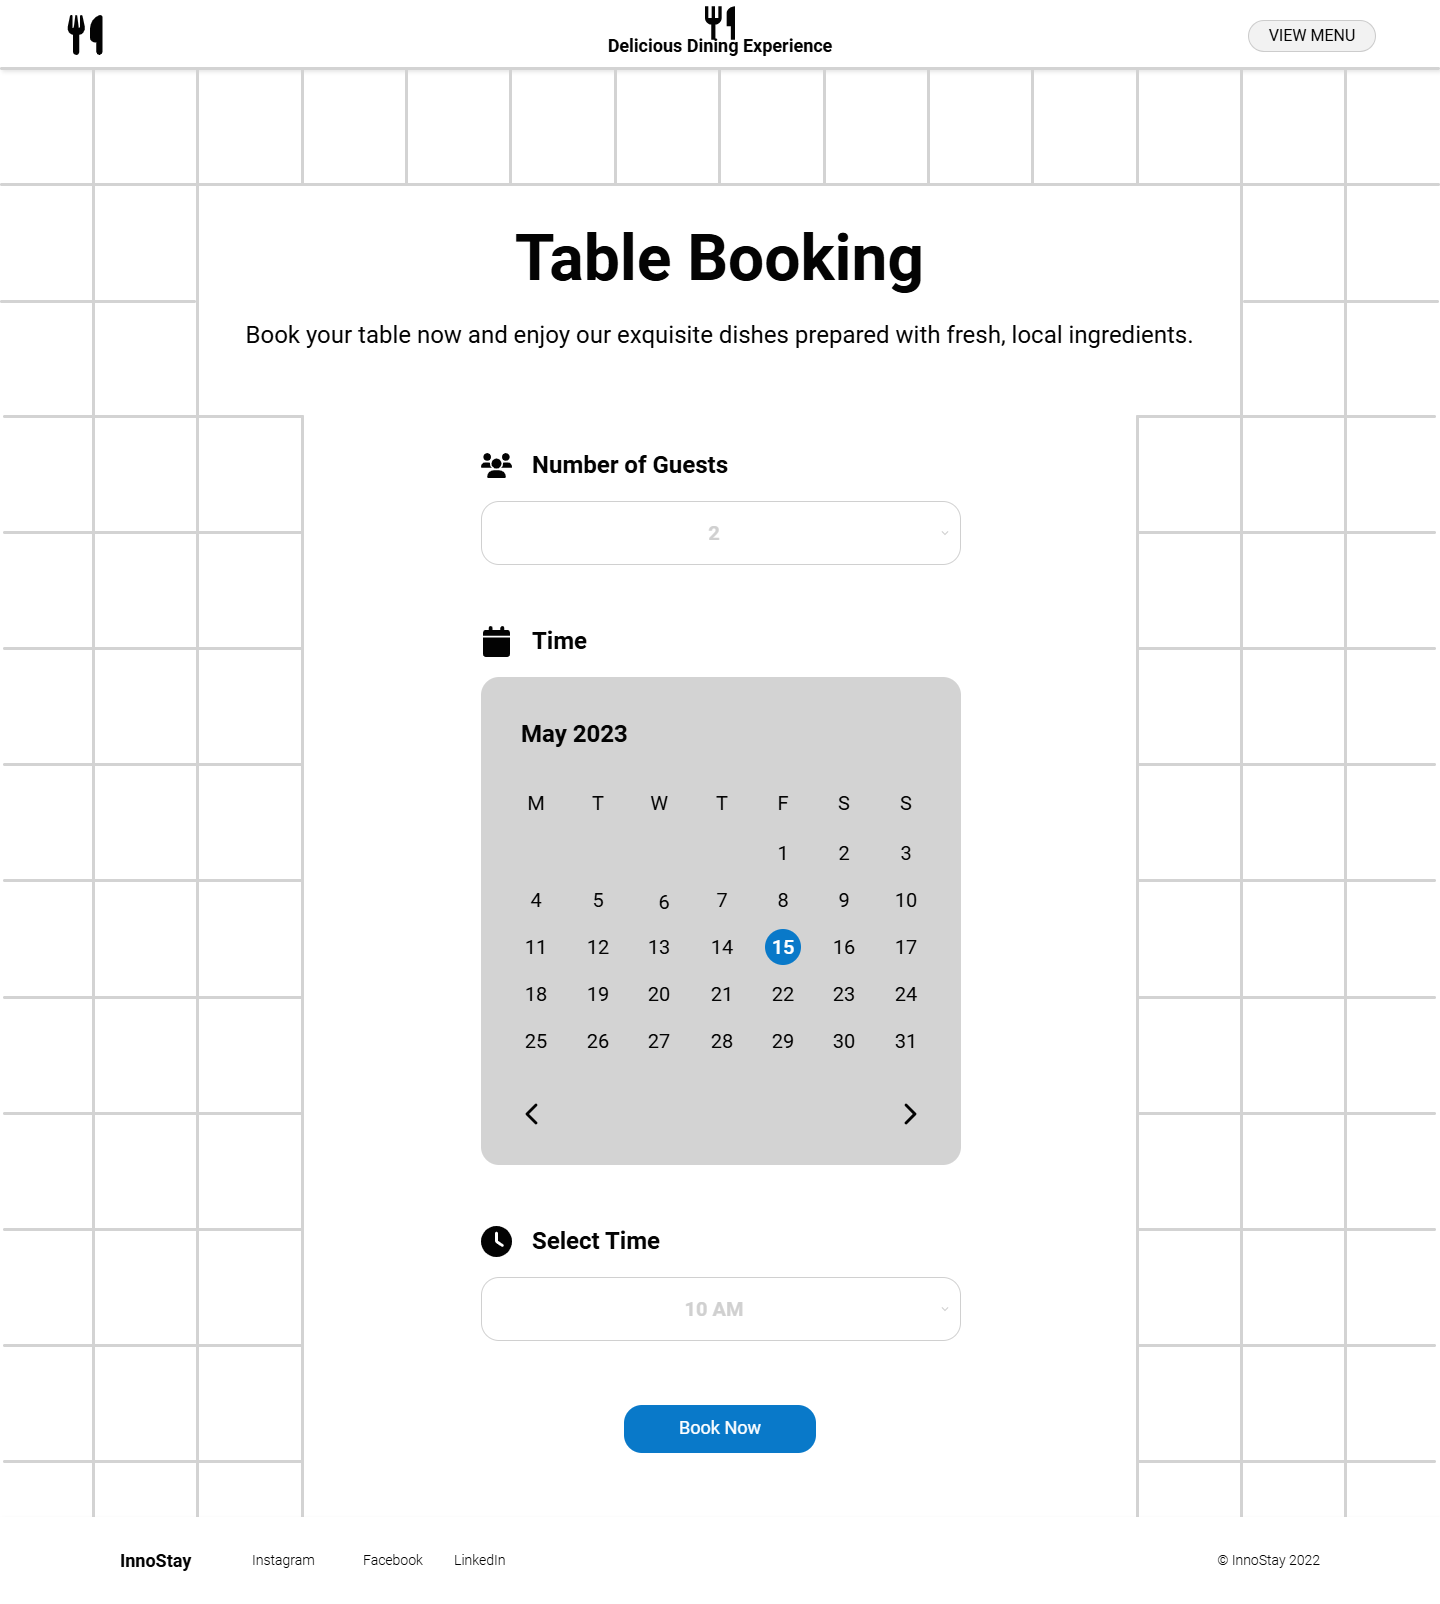 Delicious Dining Experience
VIEW MENU
Table Booking
Book your table now and enjoy our exquisite dishes prepared with fresh, local ingredients.
Number of Guests
2
Time
May 2023
M T W T F S S
1 2 3
4 5 6 7 8 9 10
11 12 13 14 15 16 17
18 19 20 21 22 23 24
25 26 27 28 29 30 31
Select Time
10 AM
Book Now
InnoStay Instagram Facebook LinkedIn © InnoStay 2022